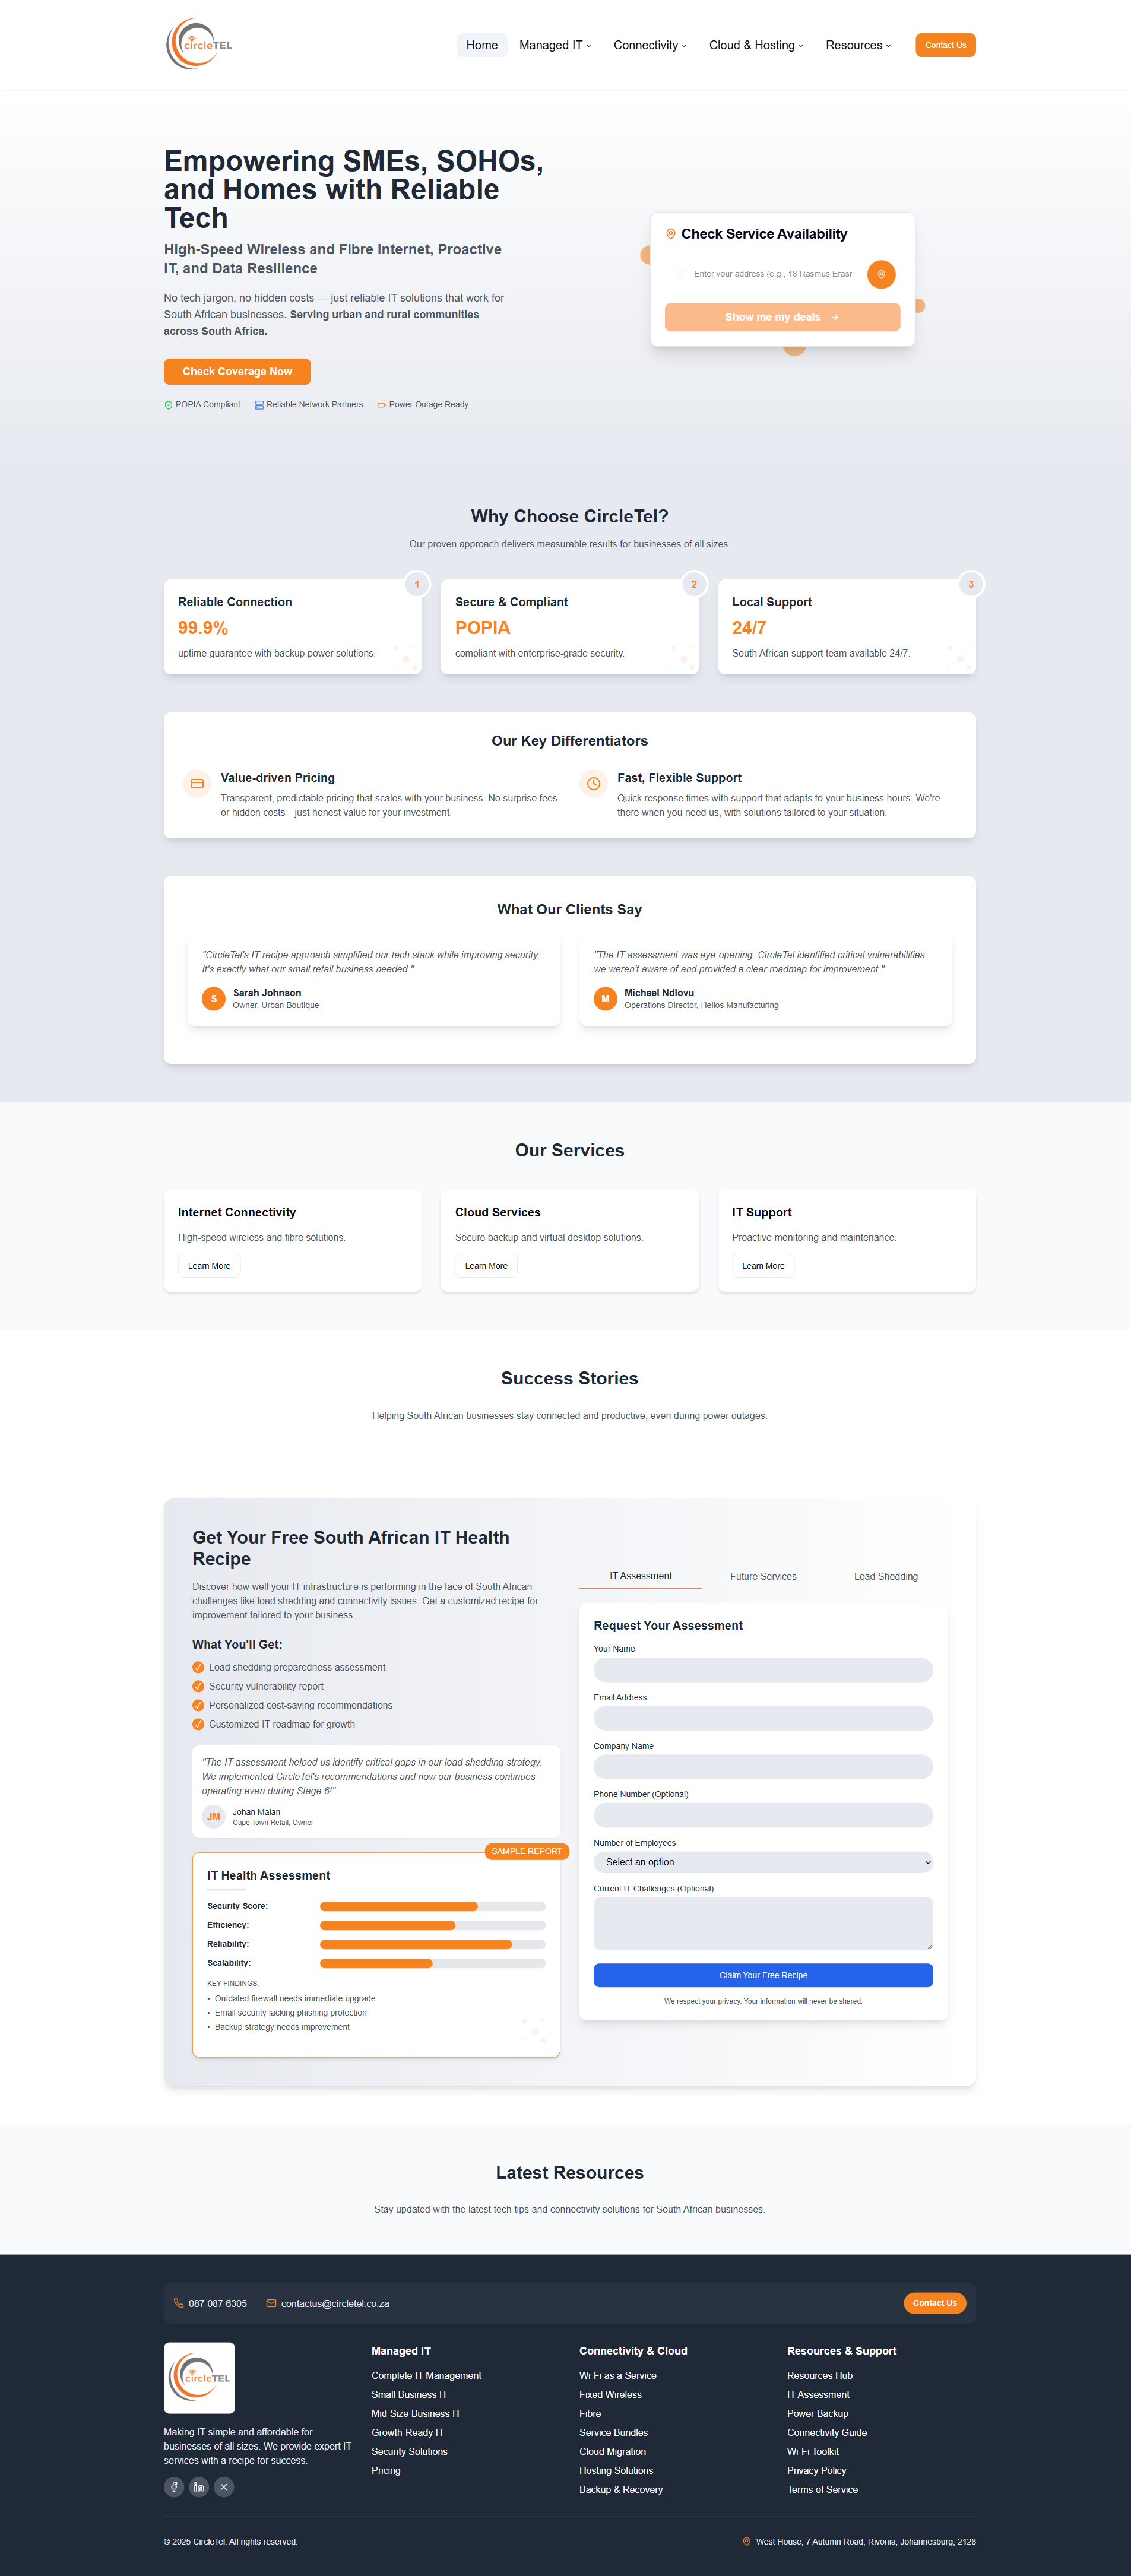 circleTEL
Home
Managed IT
Connectivity
Cloud & Hosting
Resources
Contact Us
Empowering SMEs, SOHOs,
and Homes with Reliable
Tech
High-Speed Wireless and Fibre Internet, Proactive
IT, and Data Resilience
No tech jargon, no hidden costs — just reliable IT solutions that work for
South African businesses. Serving urban and rural communities
across South Africa.
Check Coverage Now
POPIA Compliant
Reliable Network Partners
Power Outage Ready
Check Service Availability
Enter your address (e.g., 18 Rasmus Erasr
Show me my deals
Why Choose CircleTel?
Our proven approach delivers measurable results for businesses of all sizes.
1
Reliable Connection
99.9%
uptime guarantee with backup power solutions.
2
Secure & Compliant
POPIA
compliant with enterprise-grade security.
3
Local Support
24/7
South African support team available 24/7.
Our Key Differentiators
Value-driven Pricing
Transparent, predictable pricing that scales with your business. No surprise fees
or hidden costs—just honest value for your investment.
Fast, Flexible Support
Quick response times with support that adapts to your business hours. We're
there when you need us, with solutions tailored to your situation.
What Our Clients Say
"CircleTel's IT recipe approach simplified our tech stack while improving security.
It's exactly what our small retail business needed."
S
Sarah Johnson
Owner, Urban Boutique
"The IT assessment was eye-opening. CircleTel identified critical vulnerabilities
we weren't aware of and provided a clear roadmap for improvement."
M
Michael Ndlovu
Operations Director, Helios Manufacturing
Our Services
Internet Connectivity
High-speed wireless and fibre solutions.
Learn More
Cloud Services
Secure backup and virtual desktop solutions.
Learn More
IT Support
Proactive monitoring and maintenance.
Learn More
Success Stories
Helping South African businesses stay connected and productive, even during power outages.
Get Your Free South African IT Health
Recipe
Discover how well your IT infrastructure is performing in the face of South African
challenges like load shedding and connectivity issues. Get a customized recipe for
improvement tailored to your business.
What You'll Get:
Load shedding preparedness assessment
Security vulnerability report
Personalized cost-saving recommendations
Customized IT roadmap for growth
"The IT assessment helped us identify critical gaps in our load shedding strategy.
We implemented CircleTel's recommendations and now our business continues
operating even during Stage 6!"
JM
Johan Malan
Cape Town Retail, Owner
SAMPLE REPORT
IT Health Assessment
Security Score:
Efficiency:
Reliability:
Scalability:
KEY FINDINGS:
• Outdated firewall needs immediate upgrade
• Email security lacking phishing protection
• Backup strategy needs improvement
IT Assessment
Future Services
Load Shedding
Request Your Assessment
Your Name
Email Address
Company Name
Phone Number (Optional)
Number of Employees
Select an option
Current IT Challenges (Optional)
Claim Your Free Recipe
We respect your privacy. Your information will never be shared.
Latest Resources
Stay updated with the latest tech tips and connectivity solutions for South African businesses.
087 087 6305
contactus@circletel.co.za
Contact Us
circleTEL
Making IT simple and affordable for
businesses of all sizes. We provide expert IT
services with a recipe for success.
Managed IT
Complete IT Management
Small Business IT
Mid-Size Business IT
Growth-Ready IT
Security Solutions
Pricing
Connectivity & Cloud
Wi-Fi as a Service
Fixed Wireless
Fibre
Service Bundles
Cloud Migration
Hosting Solutions
Backup & Recovery
Resources & Support
Resources Hub
IT Assessment
Power Backup
Connectivity Guide
Wi-Fi Toolkit
Privacy Policy
Terms of Service
© 2025 CircleTel. All rights reserved.
West House, 7 Autumn Road, Rivonia, Johannesburg, 2128